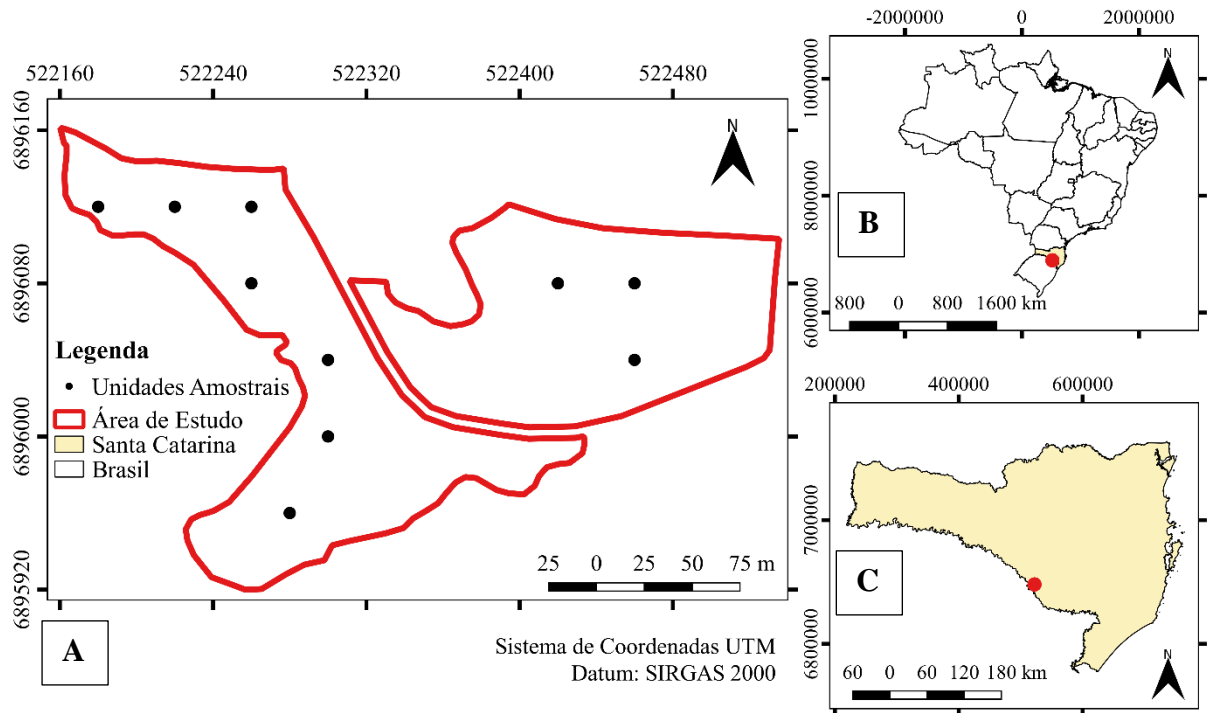 522160 522240 522320 522400 522480
6896160
6896080
6896000
6895920
N
Legenda
Unidades Amostrais
Área de Estudo
Santa Catarina
Brasil
25 0 25 50 75 m
A
Sistema de Coordenadas UTM
Datum: SIRGAS 2000
-2000000 0 2000000
10000000
8000000
6000000
N
B
800 0 800 1600 km
200000 400000 600000
7000000
6800000
C
N
60 0 60 120 180 km